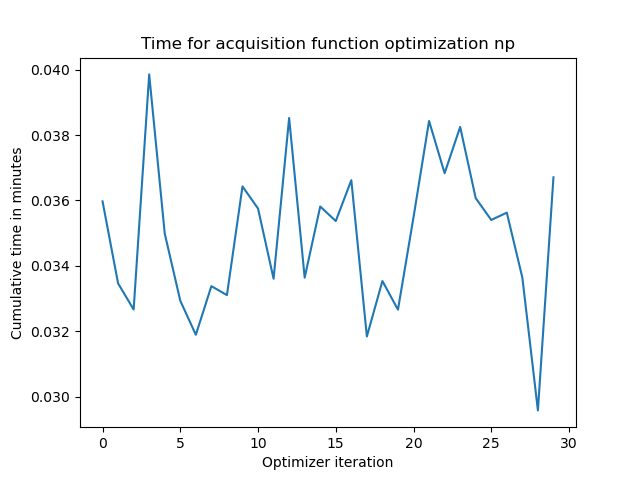 Time for acquisition function optimization np
Cumulative time in minutes
0.040
0.038
0.036
0.034
0.032
0.030
0 5 10 15 20 25 30
Optimizer iteration